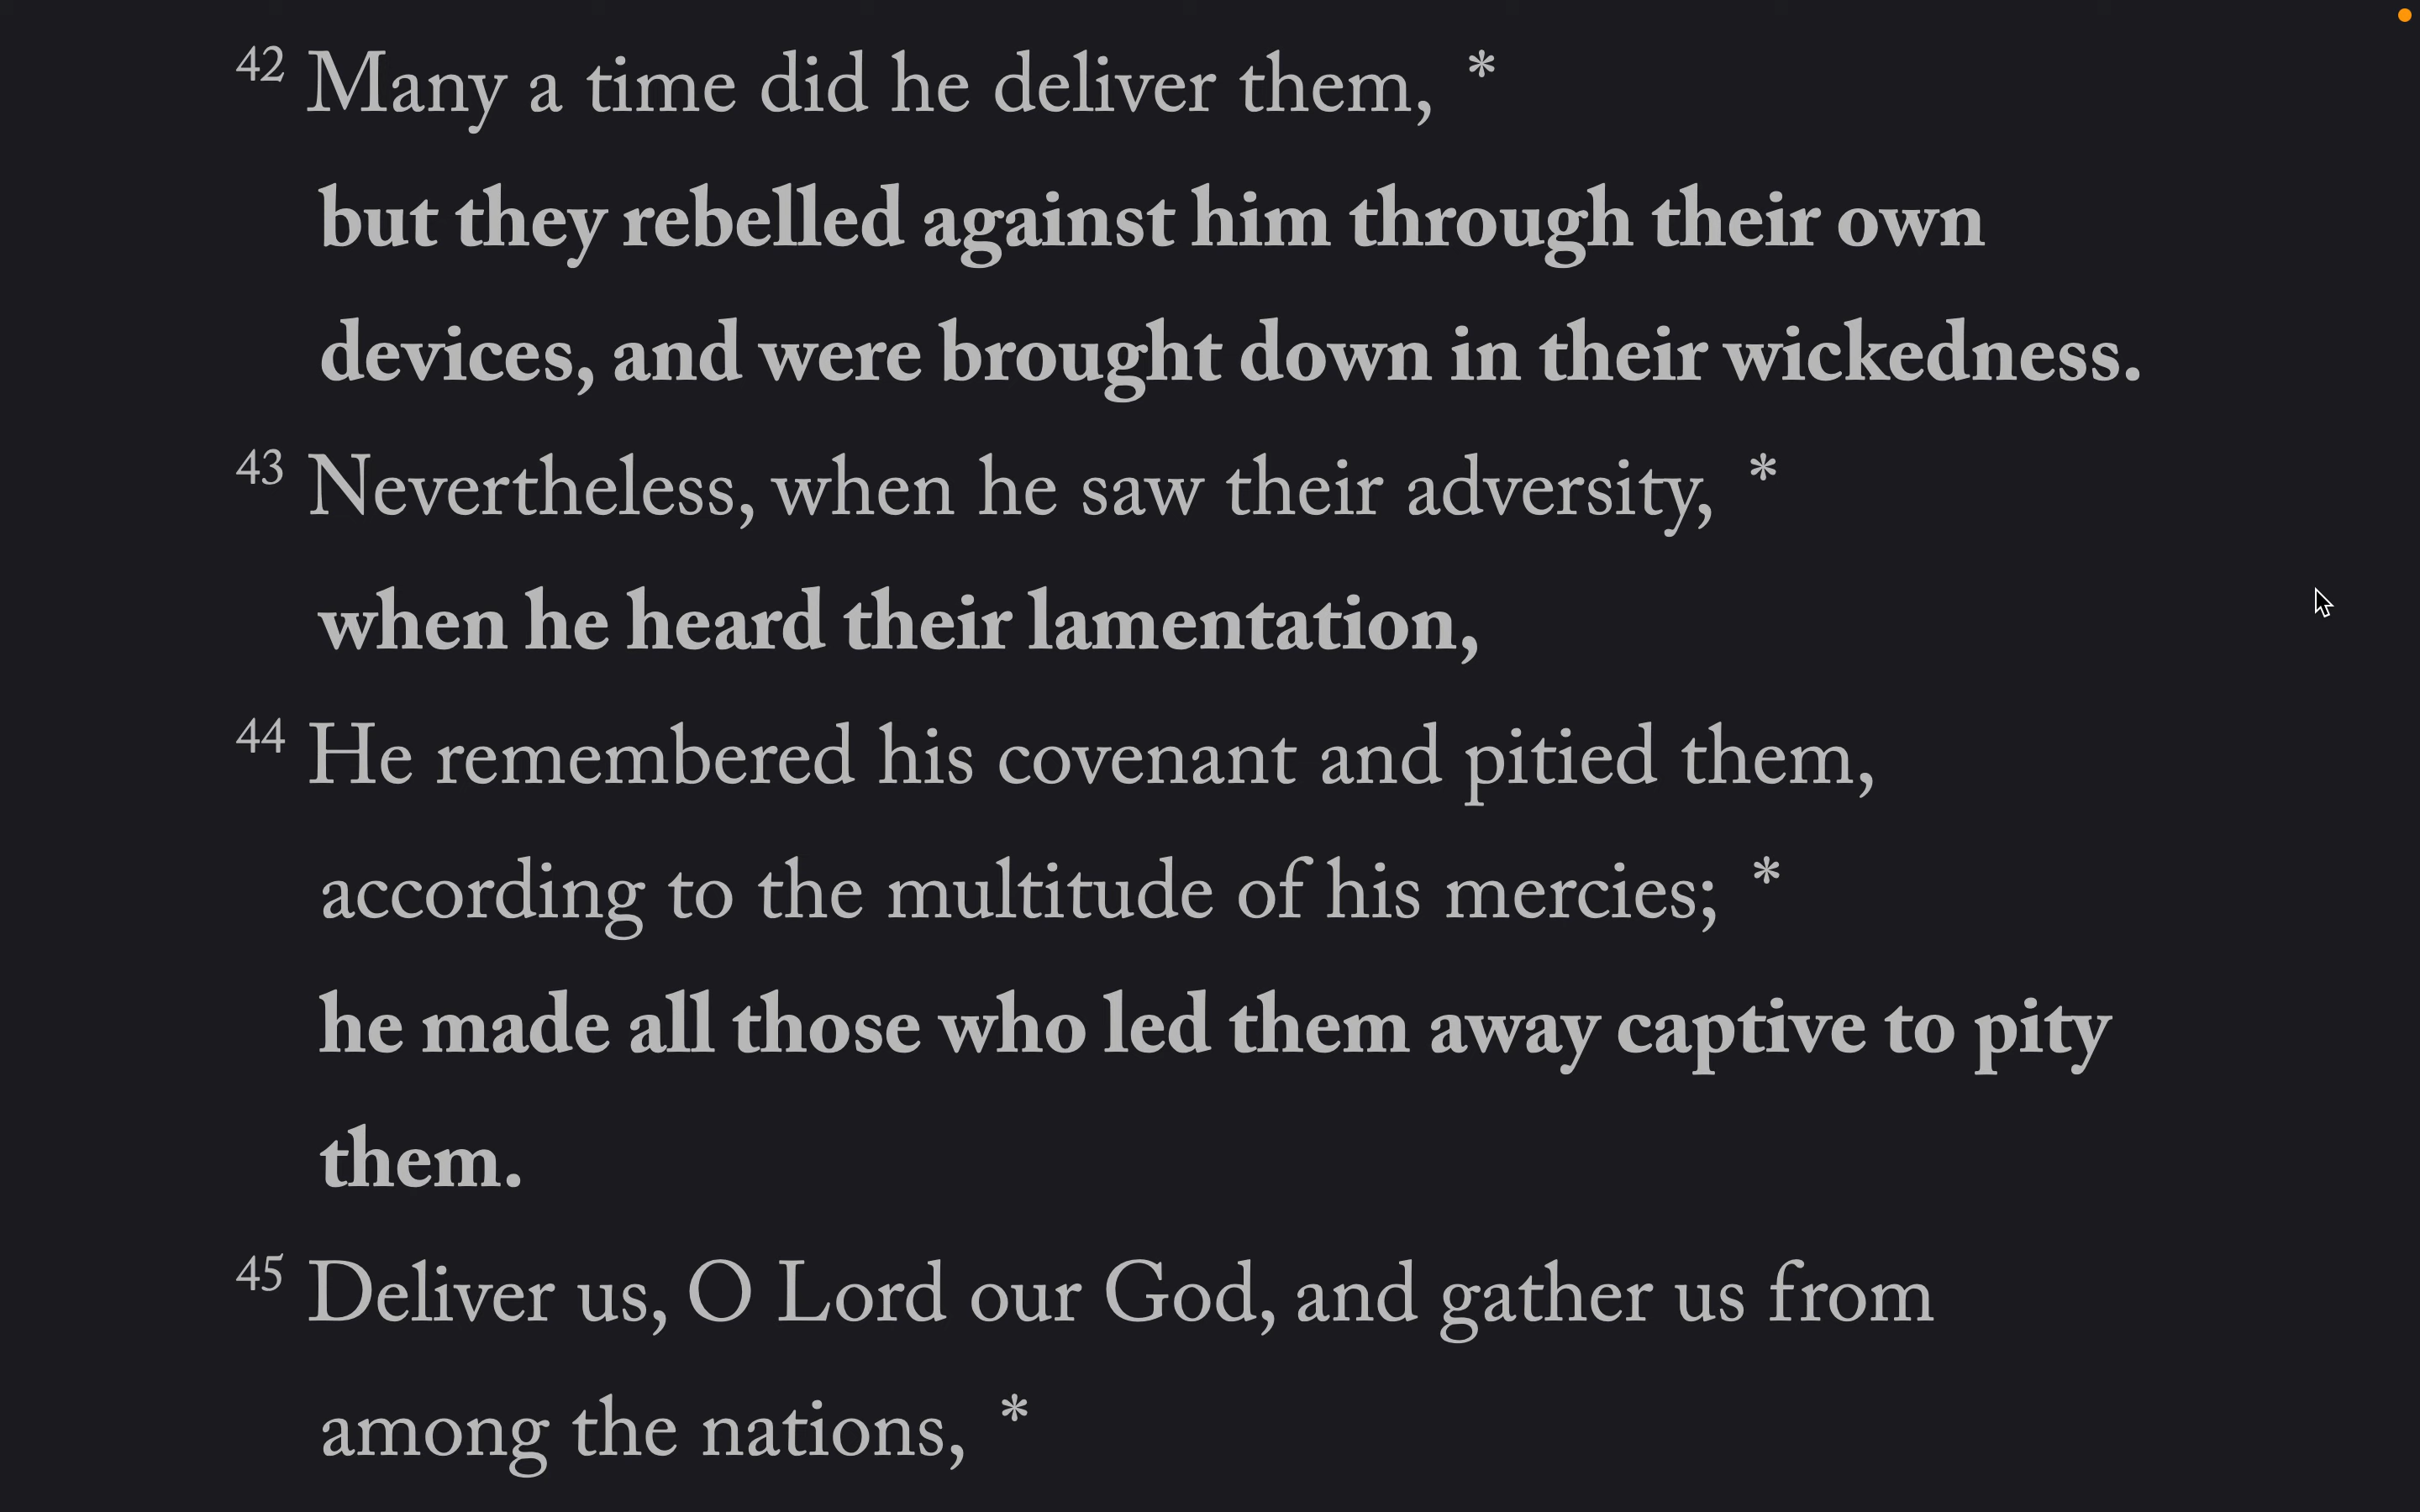 42 Many a time did he deliver them, *
but they rebelled against him through their own
devices, and were brought down in their wickedness.
43 Nevertheless, when he saw their adversity, *
when he heard their lamentation,
44 He remembered his covenant and pitied them,
according to the multitude of his mercies; *
he made all those who led them away captive to pity
them.
45 Deliver us, O Lord our God, and gather us from
among the nations, *